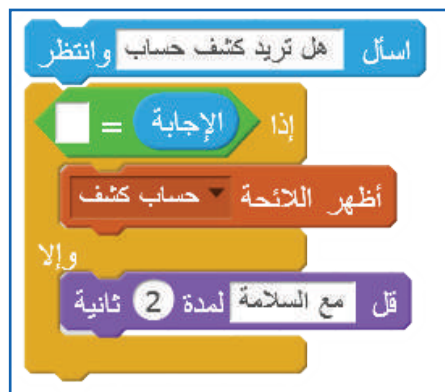 اسأل هل تريد كشف حساب وانتظر
إذا الإجابة =
أظهر اللائحة حساب كشف
وإلا
قل مع السلامة لمدة 2 ثانية